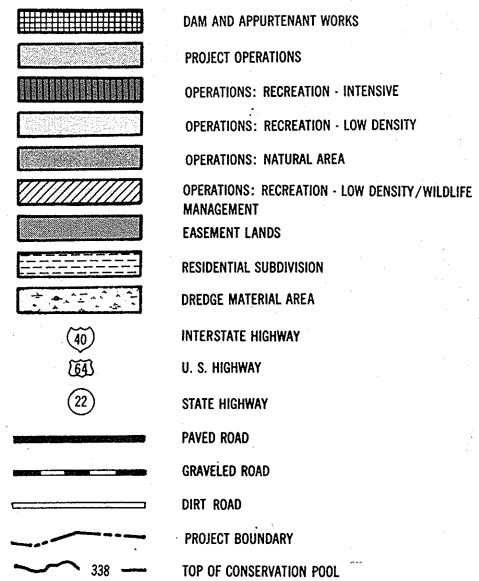 DAM AND APPURTENANT WORKS
PROJECT OPERATIONS
OPERATIONS: RECREATION - INTENSIVE
OPERATIONS: RECREATION - LOW DENSITY
OPERATIONS: NATURAL AREA
OPERATIONS: RECREATION - LOW DENSITY/WILDLIFE
MANAGEMENT
EASEMENT LANDS
RESIDENTIAL SUBDIVISION
DREDGE MATERIAL AREA
40 INTERSTATE HIGHWAY
64 U. S. HIGHWAY
22 STATE HIGHWAY
PAVED ROAD
GRAVELED ROAD
DIRT ROAD
PROJECT BOUNDARY
338 TOP OF CONSERVATION POOL